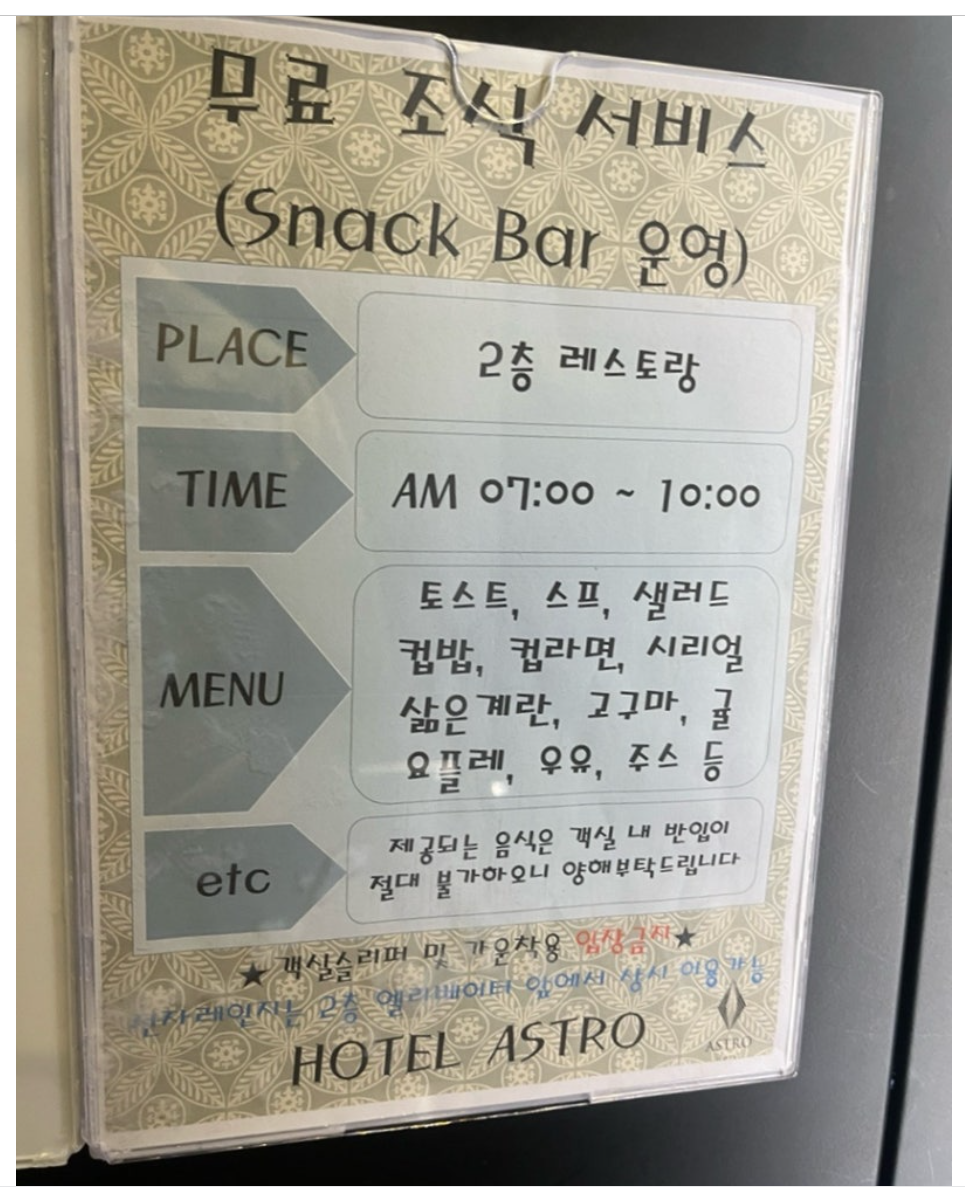 무료 조식 서비스
(Snack Bar 운영)
PLACE
2층 레스토랑
TIME
AM 07:00 ~ 10:00
MENU
토스트, 스프, 샐러드
컵밥, 컵라면, 시리얼
삶은계란, 고구마, 귤
요플레, 우유, 주스 등
etc
제공되는 음식은 객실 내 반입이
절대 불가하오니 양해부탁드립니다
★객실슬리퍼 및 가운착용 입장금지★
전자레인지는 2층 엘리베이터 앞에서 상시 이용가능
HOTEL ASTRO
ASTRO